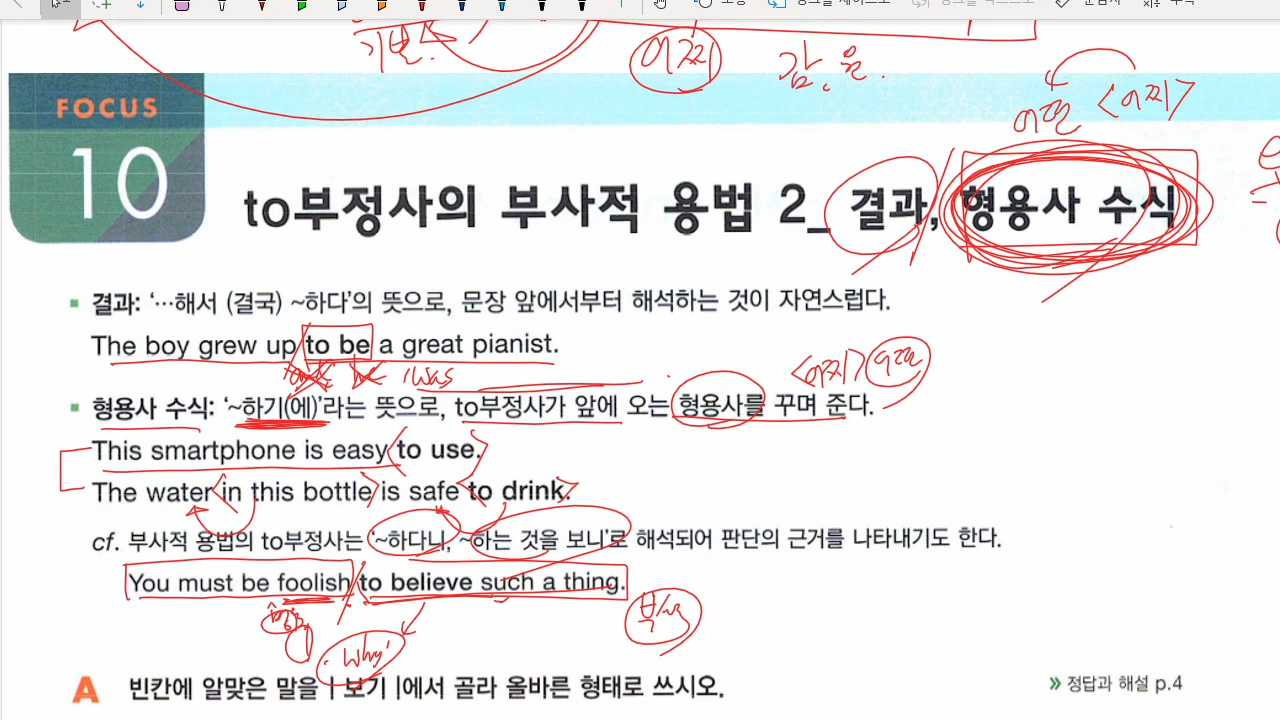 기본.
어찌
감.원.
FOCUS
10
어떤 <어찌>
to부정사의 부사적 용법 2_ 결과, 형용사 수식
결과: ‘…해서 (결국) ~하다’의 뜻으로, 문장 앞에서부터 해석하는 것이 자연스럽다.
The boy grew up to be a great pianist.
was
<어찌> 어떤
형용사 수식: ‘~하기(에)’라는 뜻으로, to부정사가 앞에 오는 형용사를 꾸며 준다.
This smartphone is easy to use.
The water in this bottle is safe to drink.
cf. 부사적 용법의 to부정사는 ‘~하다니, ~하는 것을 보니’로 해석되어 판단의 근거를 나타내기도 한다.
You must be foolish to believe such a thing.
'why'
A 빈칸에 알맞은 말을 |보기|에서 골라 올바른 형태로 쓰시오.
» 정답과 해설 p.4